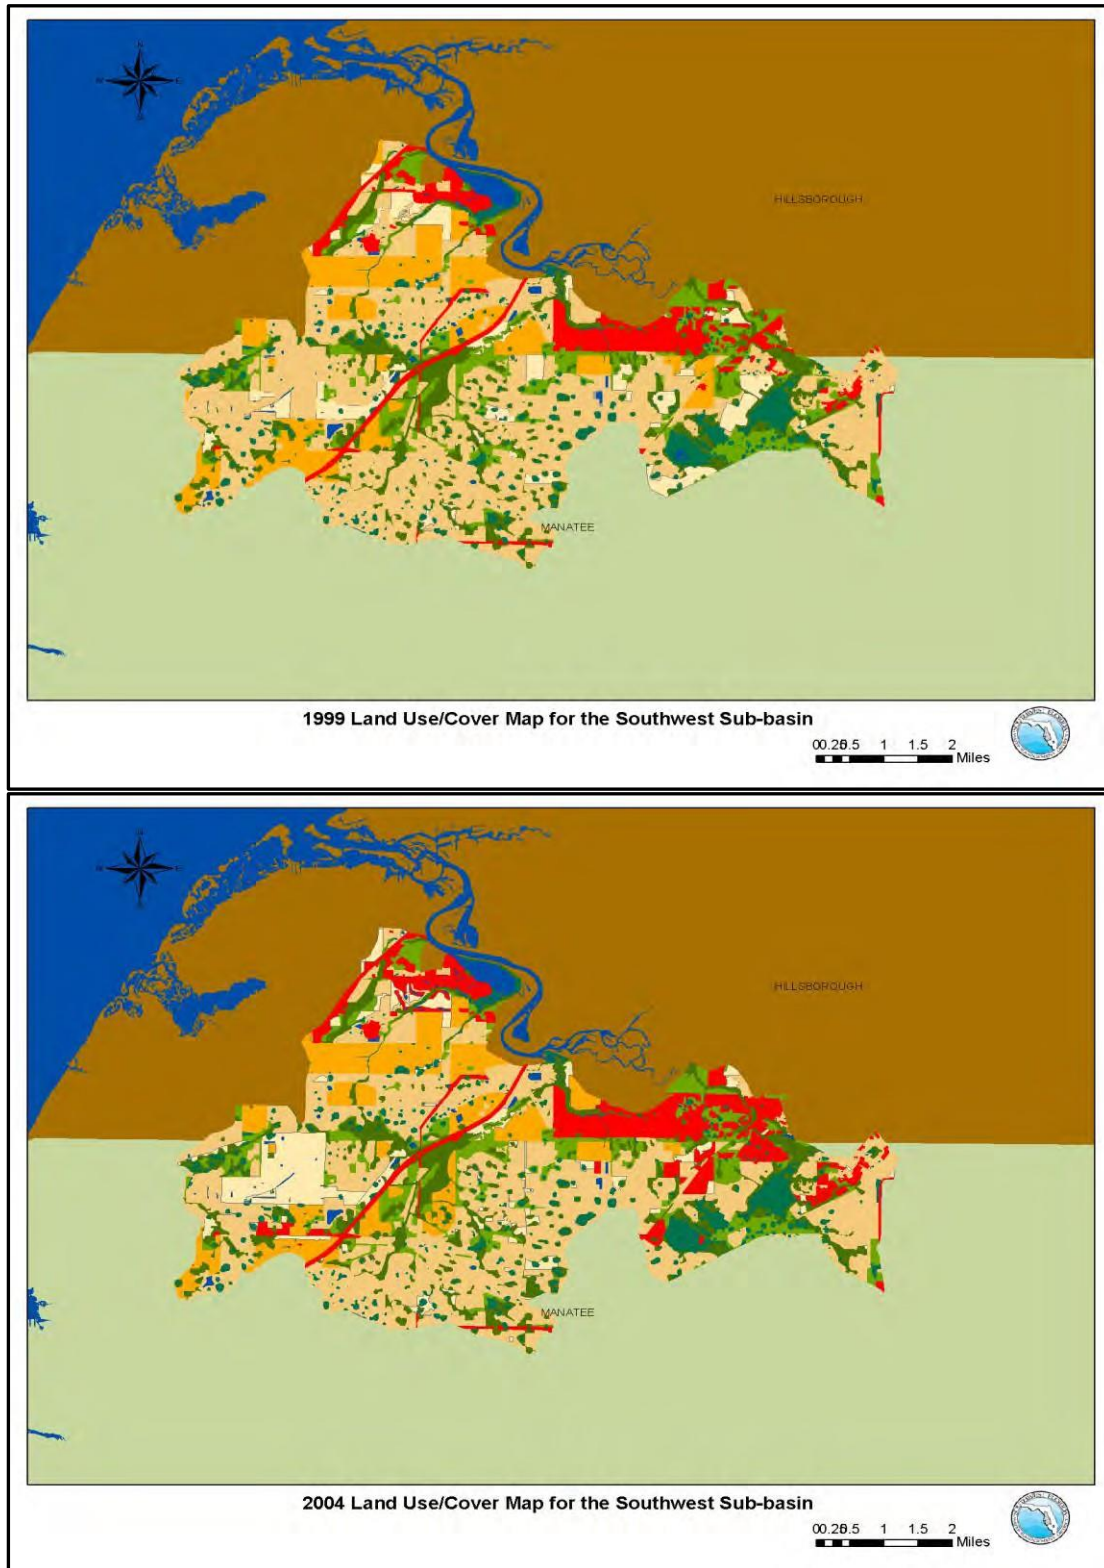 N
W
E
S
HILLSBOROUGH
MANATEE
1999 Land Use/Cover Map for the Southwest Sub-basin
00.250.5 1 1.5 2
Miles
N
W
E
S
HILLSBOROUGH
MANATEE
2004 Land Use/Cover Map for the Southwest Sub-basin
00.250.5 1 1.5 2
Miles